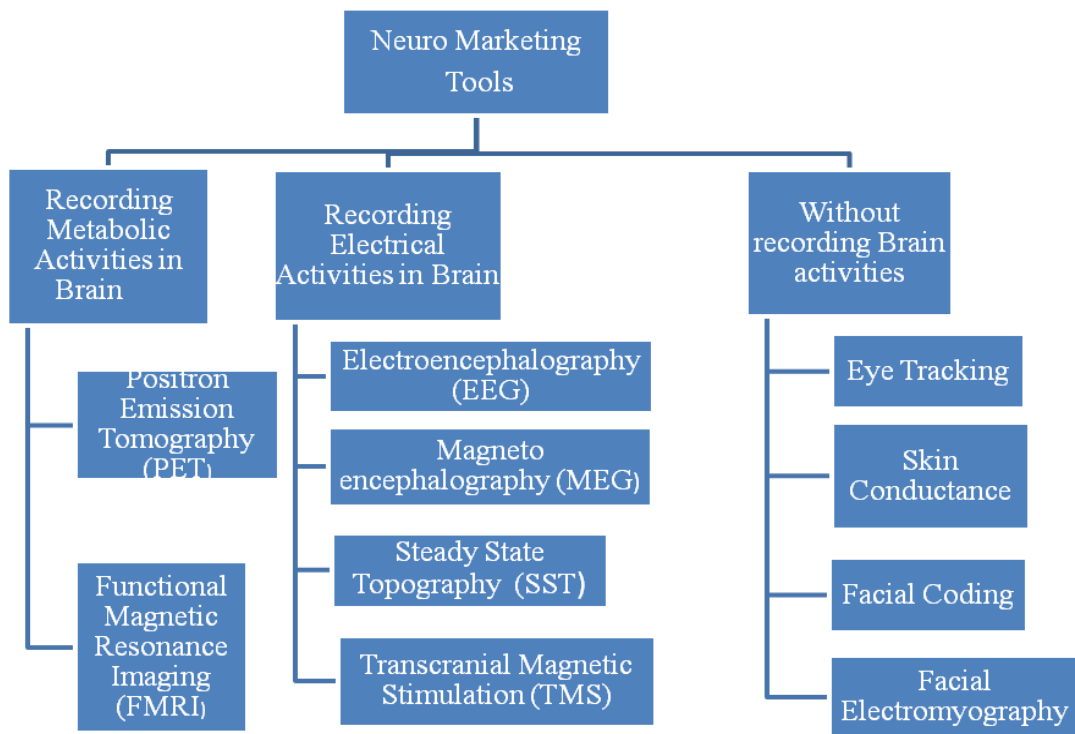 Neuro Marketing
Tools
Recording
Metabolic
Activities in
Brain
Recording
Electrical
Activities in Brain
Without
recording Brain
activities
Positron
Emission
Tomography
(PET)
Functional
Magnetic
Resonance
Imaging
(FMRI)
Electroencephalography
(EEG)
Magneto
encephalography (MEG)
Steady State
Topography (SST)
Transcranial Magnetic
Stimulation (TMS)
Eye Tracking
Skin
Conductance
Facial Coding
Facial
Electromyography